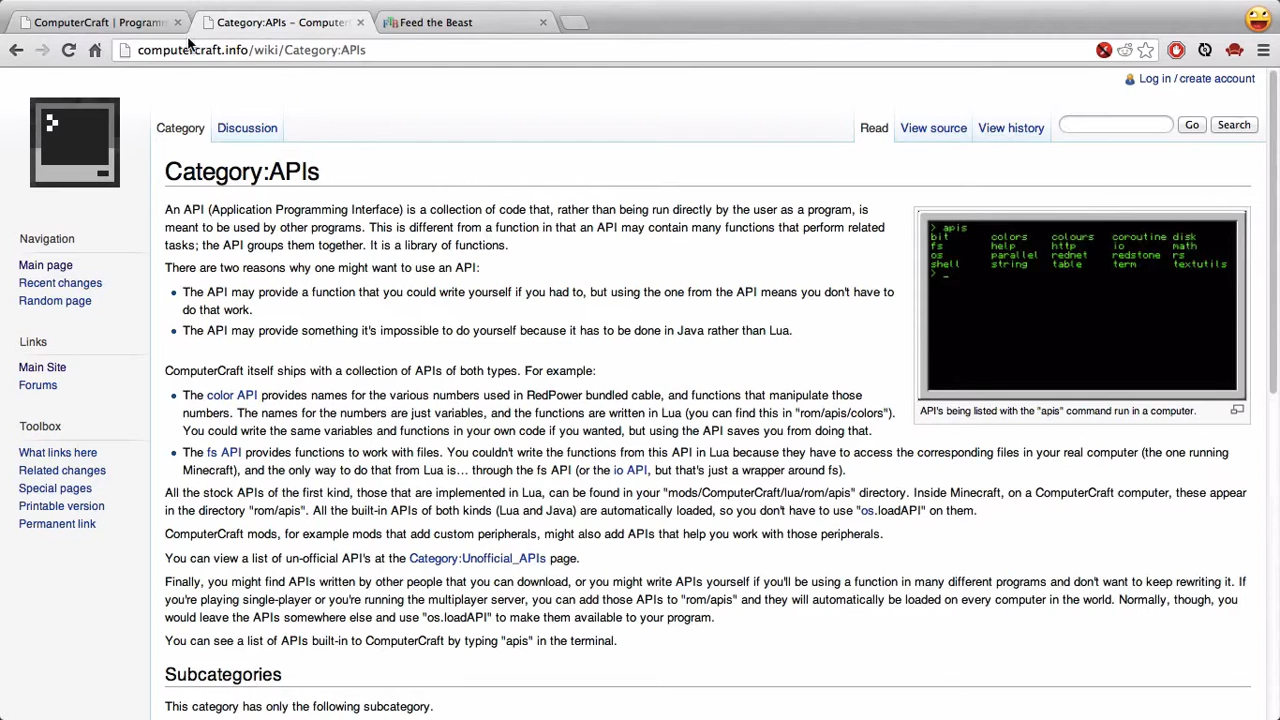 ComputerCraft | Programm
Category:APIs – ComputerC
Feed the Beast
computercraft.info/wiki/Category:APIs
Log in / create account
Category
Discussion
Read
View source
View history
Go
Search
Category:APIs
An API (Application Programming Interface) is a collection of code that, rather than being run directly by the user as a program, is
meant to be used by other programs. This is different from a function in that an API may contain many functions that perform related
tasks; the API groups them together. It is a library of functions.
There are two reasons why one might want to use an API:
The API may provide a function that you could write yourself if you had to, but using the one from the API means you don't have to
do that work.
The API may provide something it's impossible to do yourself because it has to be done in Java rather than Lua.
ComputerCraft itself ships with a collection of APIs of both types. For example:
The color API provides names for the various numbers used in RedPower bundled cable, and functions that manipulate those
numbers. The names for the numbers are just variables, and the functions are written in Lua (you can find this in "rom/apis/colors").
You could write the same variables and functions in your own code if you wanted, but using the API saves you from doing that.
The fs API provides functions to work with files. You couldn't write the functions from this API in Lua because they have to access the corresponding files in your real computer (the one running
Minecraft), and the only way to do that from Lua is... through the fs API (or the io API, but that's just a wrapper around fs).
All the stock APIs of the first kind, those that are implemented in Lua, can be found in your "mods/ComputerCraft/lua/rom/apis" directory. Inside Minecraft, on a ComputerCraft computer, these appear
in the directory "rom/apis". All the built-in APIs of both kinds (Lua and Java) are automatically loaded, so you don't have to use "os.loadAPI" on them.
ComputerCraft mods, for example mods that add custom peripherals, might also add APIs that help you work with those peripherals.
You can view a list of un-official API's at the Category:Unofficial_APIs page.
Finally, you might find APIs written by other people that you can download, or you might write APIs yourself if you'll be using a function in many different programs and don't want to keep rewriting it. If
you're playing single-player or you're running the multiplayer server, you can add those APIs to "rom/apis" and they will automatically be loaded on every computer in the world. Normally, though, you
would leave the APIs somewhere else and use "os.loadAPI" to make them available to your program.
You can see a list of APIs built-in to ComputerCraft by typing "apis" in the terminal.
Subcategories
This category has only the following subcategory.
> apis
bit colors colours coroutine disk
fs help http io math
os parallel rednet redstone rs
shell string table term textutils
> _
API's being listed with the "apis" command run in a computer.
Navigation
Main page
Recent changes
Random page
Links
Main Site
Forums
Toolbox
What links here
Related changes
Special pages
Printable version
Permanent link